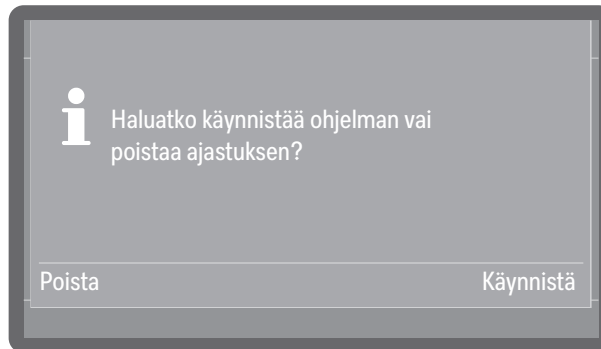 Haluatko käynnistää ohjelman vai
poistaa ajastuksen?
Poista
Käynnistä